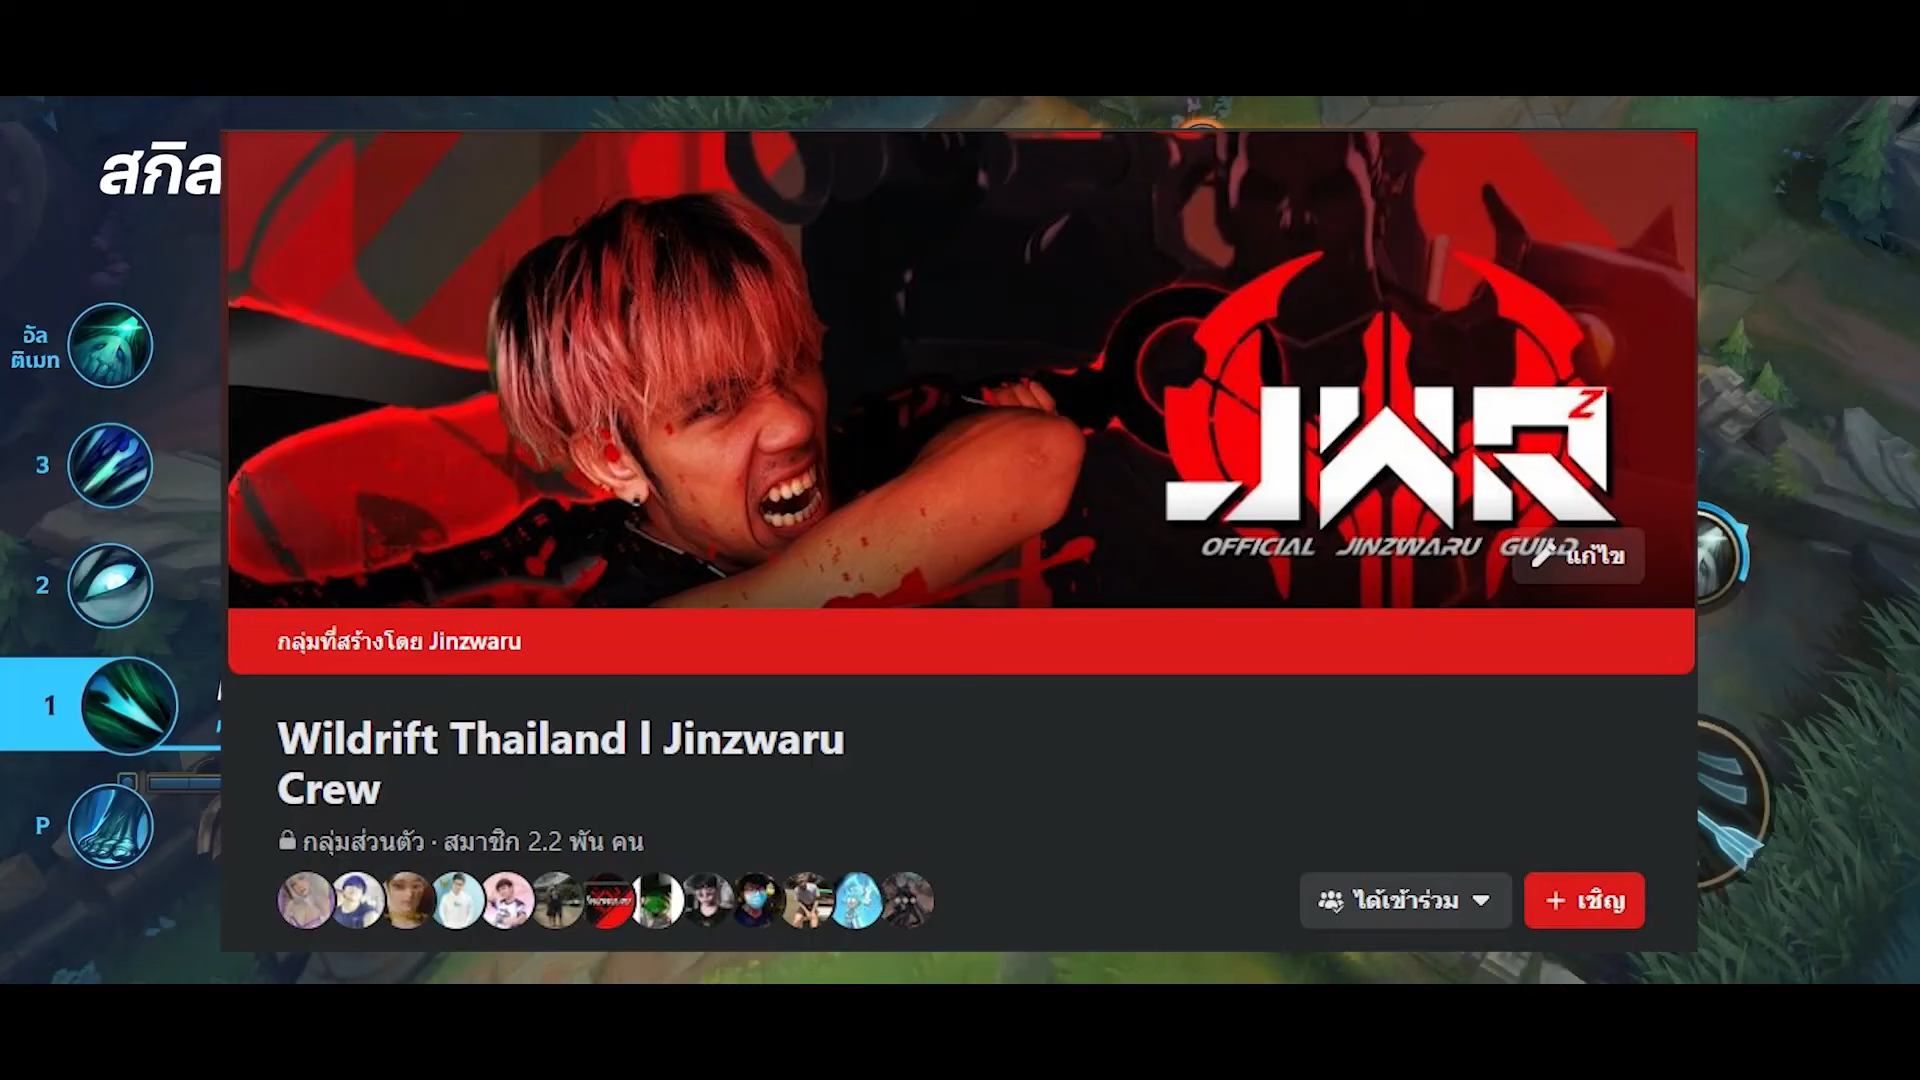 สกิล
อัล
ติเมท
3
2
1
P
JWR Z
OFFICIAL JINZWARU GUILD
แก้ไข
กลุ่มที่สร้างโดย Jinzwaru
Wildrift Thailand l Jinzwaru
Crew
กลุ่มส่วนตัว · สมาชิก 2.2 พัน คน
ได้เข้าร่วม
+ เชิญ